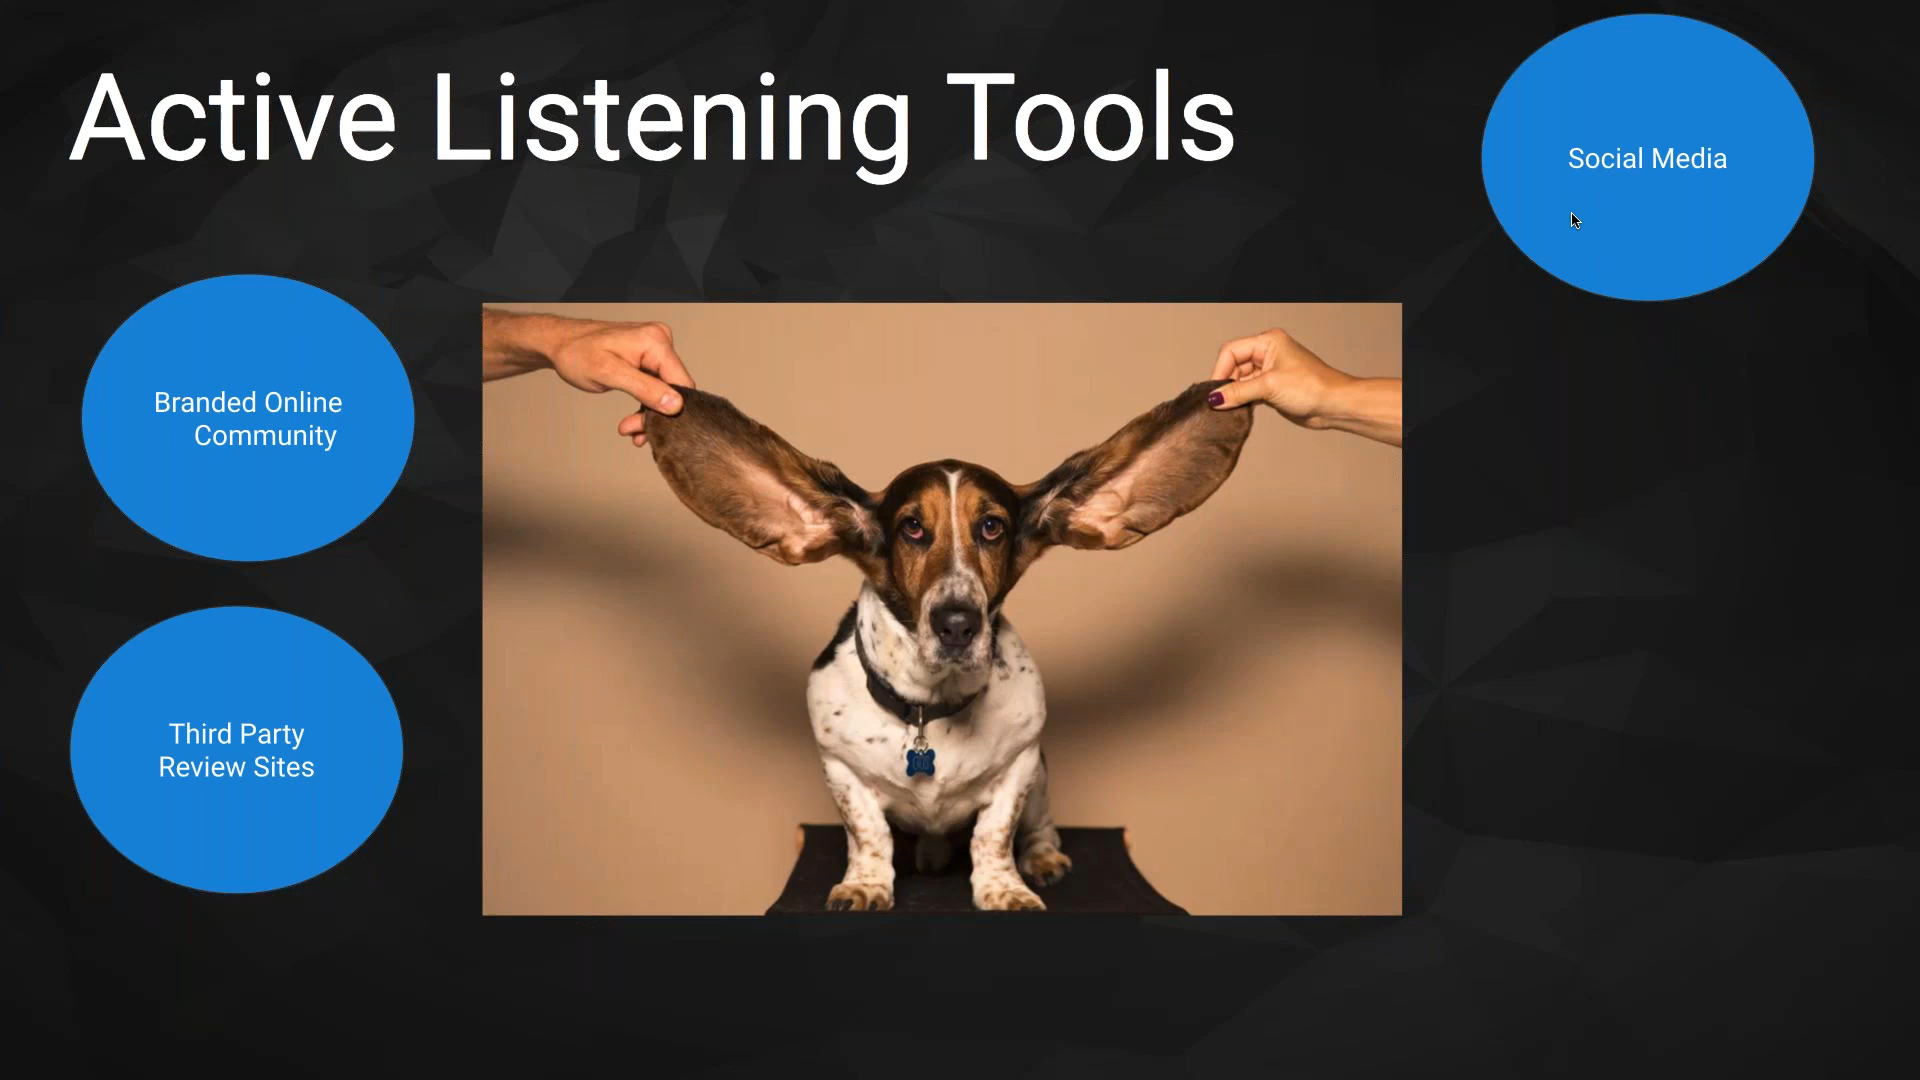 Active Listening Tools
Social Media
Branded Online
Community
Third Party
Review Sites